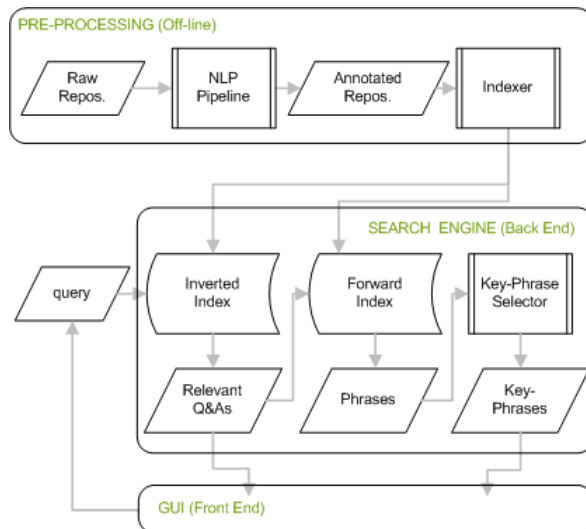 PRE-PROCESSING (Off-line)
Raw
Repos.
NLP
Pipeline
Annotated
Repos.
Indexer
SEARCH ENGINE (Back End)
query
Inverted
Index
Forward
Index
Key-Phrase
Selector
Relevant
Q&As
Phrases
Key-
Phrases
GUI (Front End)